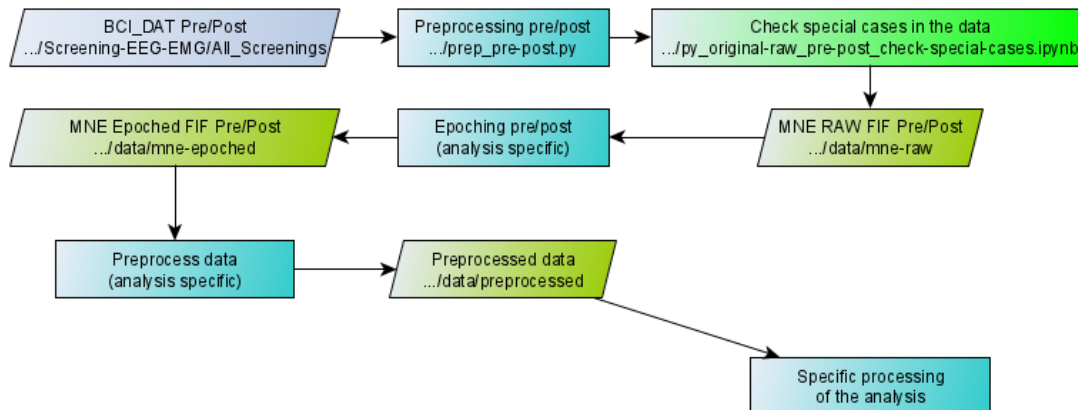 BCI_DAT Pre/Post
.../Screening-EEG-EMG/All_Screenings
Preprocessing pre/post
.../prep_pre-post.py
Check special cases in the data
.../py_original-raw_pre-post_check-special-cases.ipynb
MNE Epoched FIF Pre/Post
.../data/mne-epoched
Epoching pre/post
(analysis specific)
MNE RAW FIF Pre/Post
.../data/mne-raw
Preprocess data
(analysis specific)
Preprocessed data
.../data/preprocessed
Specific processing
of the analysis